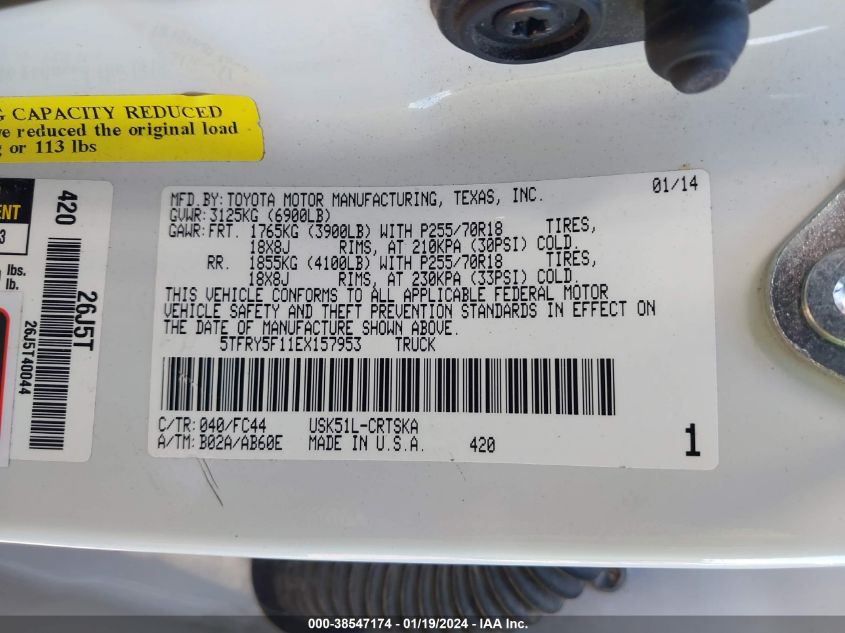 G CAPACITY REDUCED
ve reduced the original load
g or 113 lbs
ENT
3
lbs.
lb.
420
26J5T
26J5T40044
MFD.BY: TOYOTA MOTOR MANUFACTURING, TEXAS, INC. 01/14
GVWR: 3125KG (6900LB)
GAWR: FRT. 1765KG (3900LB) WITH P255/70R18 TIRES,
18X8J RIMS, AT 210KPA (30PSI) COLD.
RR. 1855KG (4100LB) WITH P255/70R18 TIRES,
18X8J RIMS, AT 230KPA (33PSI) COLD.
THIS VEHICLE CONFORMS TO ALL APPLICABLE FEDERAL MOTOR
VEHICLE SAFETY AND THEFT PREVENTION STANDARDS IN EFFECT ON
THE DATE OF MANUFACTURE SHOWN ABOVE.
5TFRY5F11EX157953 TRUCK
C/TR: 040/FC44 USK51L-CRTSKA
A/TM: B02A/AB60E MADE IN U.S.A. 420 1
000-38547174 - 01/19/2024 - IAA Inc.